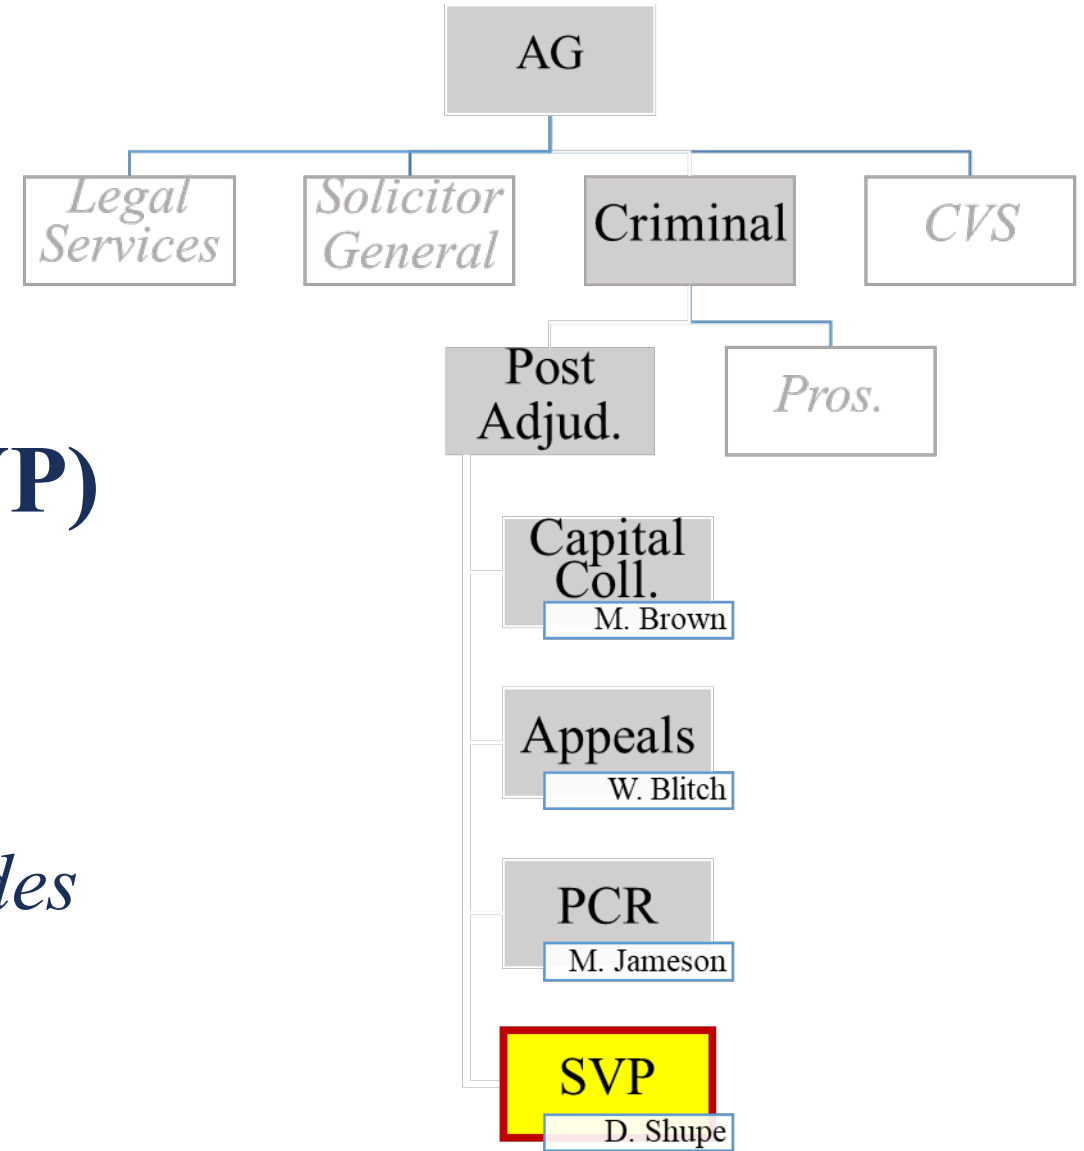 AG
Legal
Services
Solicitor
General
Criminal
CVS
Post
Adjud.
Pros.
Capital
Coll.
M. Brown
Appeals
W. Blitch
PCR
M. Jameson
SVP
D. Shupe